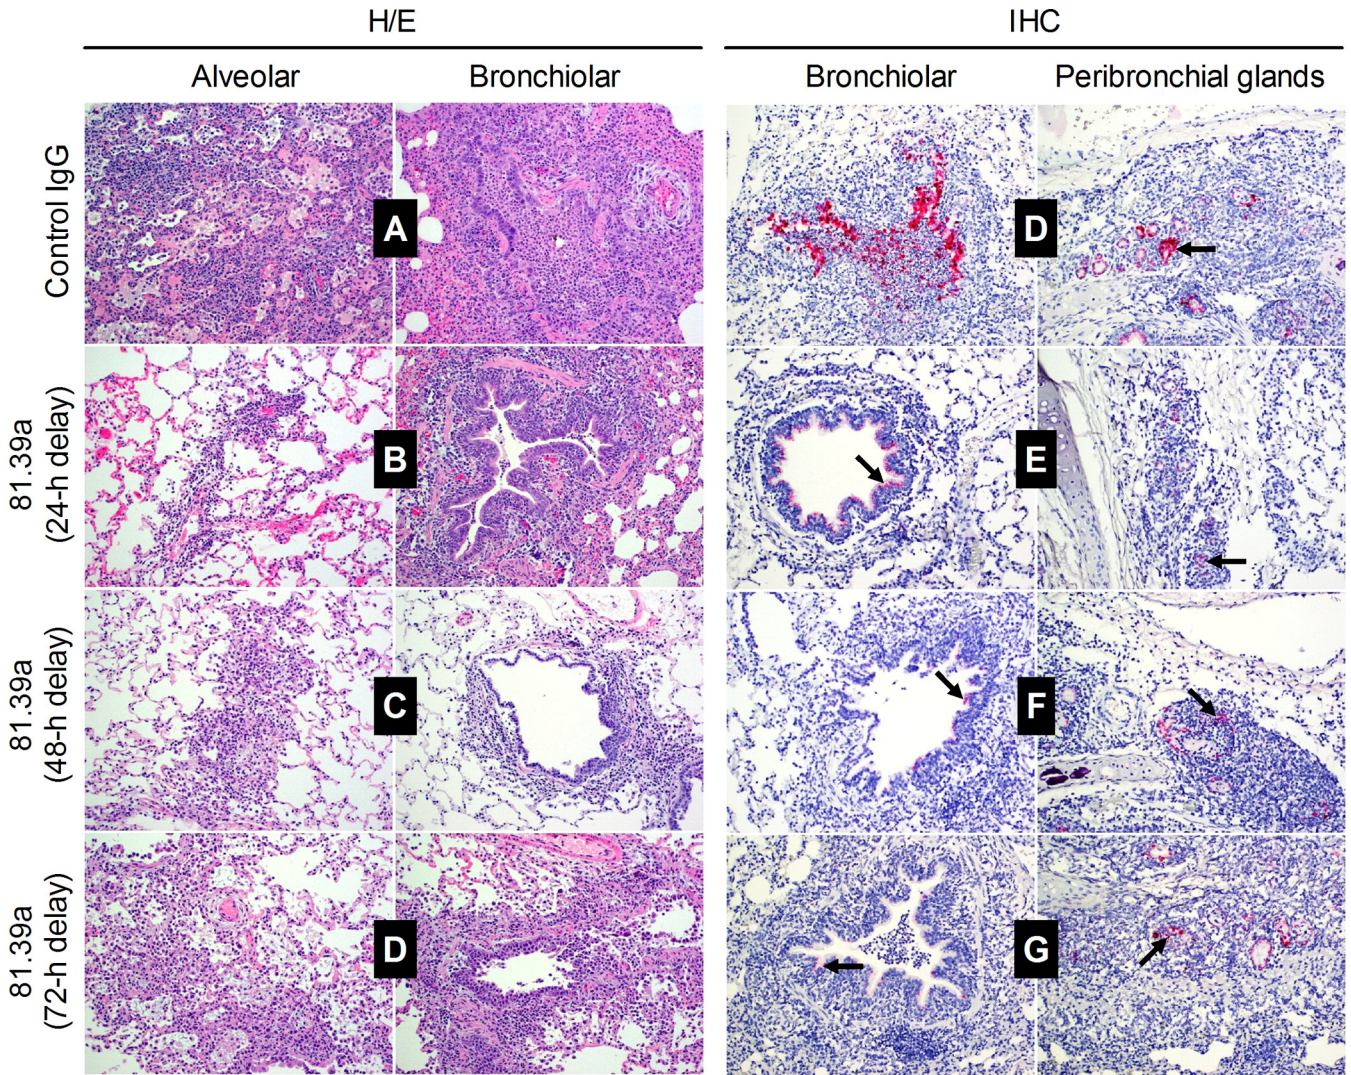 H/E
IHC
Alveolar
Bronchiolar
Bronchiolar
Peribronchial glands
Control IgG
A
D
81.39a
(24-h delay)
B
E
81.39a
(48-h delay)
C
F
81.39a
(72-h delay)
D
G